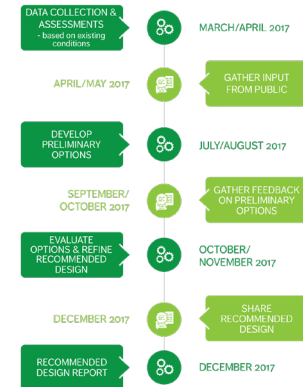 DATA COLLECTION &
ASSESSMENTS
- based on existing
conditions
MARCH/APRIL 2017
APRIL/MAY 2017
GATHER INPUT
FROM PUBLIC
DEVELOP
PRELIMINARY
OPTIONS
JULY/AUGUST 2017
SEPTEMBER/
OCTOBER 2017
GATHER FEEDBACK
ON PRELIMINARY
OPTIONS
EVALUATE
OPTIONS & REFINE
RECOMMENDED
DESIGN
OCTOBER/
NOVEMBER 2017
DECEMBER 2017
SHARE
RECOMMENDED
DESIGN
RECOMMENDED
DESIGN REPORT
DECEMBER 2017